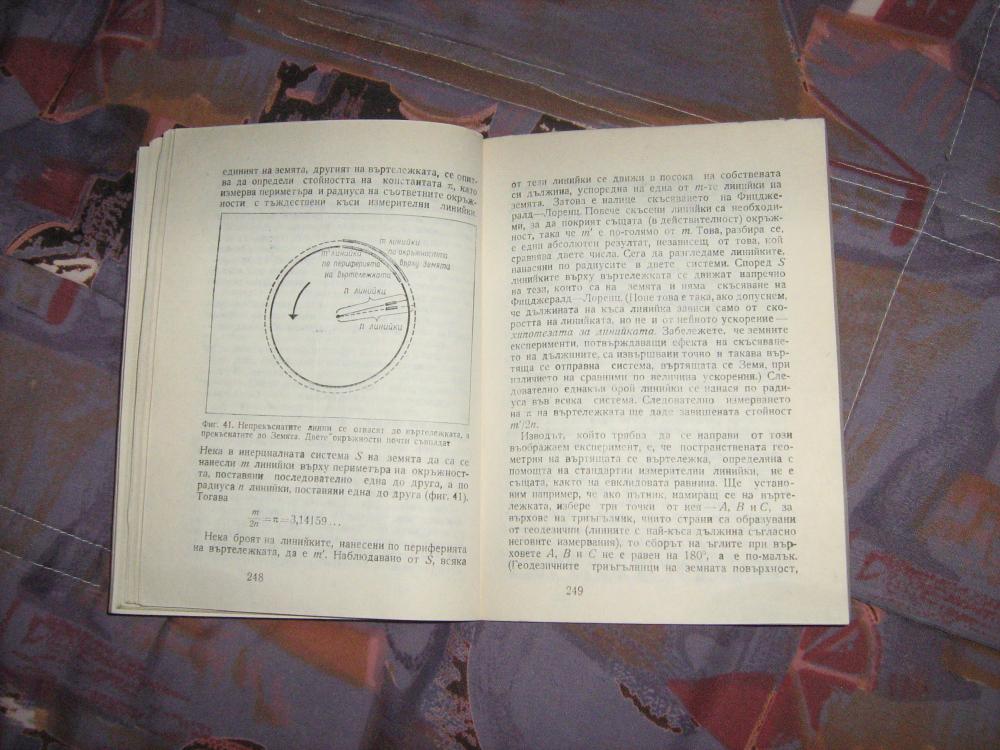 единият на земята, другият на въртележката, се опит-
ва да определи стойността на константата π, като
измерва периметъра и радиуса на съответните окръж-
ности с тъждествени къси измерителни линийки.
m линийки
по окръжността
върху Земята
m' линийка
по периферията
на въртележката
n линийки
n линийки
Фиг. 41. Непрекъснатите линии се отнасят до въртележката, а
прекъснатите до Земята. Двете окръжности почти съвпадат
Нека в инерциалната система S на земята да са се
нанесли m линийки върху периметъра на окръжност-
та, поставяни последователно една до друга, а по
радиуса n линийки, поставяни една до друга (фиг. 41).
Тогава
m/2n = π = 3,14159...
Нека броят на линийките, нанесени по периферията
на въртележката, да е m'. Наблюдавано от S, всяка
248
от тези линийки се движи в посока на собствената
си дължина, успоредна на една от m-те линийки на
земята. Затова е налице скъсяването на Фицдже-
ралд—Лоренц. Повече скъсени линийки са необходи-
ми, за да покрият същата (в действителност) окръж-
ност, така че m' е по-голямо от m. Това, разбира се,
е един абсолютен резултат, независещ от това, кой
сравнява двете числа. Сега да разгледаме линийките,
нанасяни по радиусите в двете системи. Според S
линийките върху въртележката се движат напречно
на тези, които са на земята и няма скъсяване на
Фицджералд—Лоренц. (Поне това е така, ако допуснем,
че дължината на къса линийка зависи само от ско-
ростта на линийката, но не и от нейното ускорение —
хипотезата за линийката. Забележете, че земните
експерименти, потвърждаващи ефекта на скъсяване-
то на дължините, са извършвани точно в такава вър-
тяща се отправна система, въртящата се Земя, при
наличието на сравними по величина ускорения.) Сле-
дователно еднакъв брой линийки се нанася по ради-
уса във всяка система. Следователно измерването
на π на въртележката ще даде завишената стойност
m'/2n.
Изводът, който трябва да се направи от този
въображаем експеримент, е, че пространствената гео-
метрия на въртящата се въртележка, определяна с
помощта на стандартни измерителни линийки, не е
същата, както на евклидовата равнина. Ще устано-
вим например, че ако пътник, намиращ се на върте-
лежката, избере три точки от нея — A, B и C, за
върхове на триъгълник, чиито страни са образувани
от геодезични (линиите с най-къса дължина съгласно
неговите измервания), то сборът на ъглите при вър-
ховете A, B и C не е равен на 180°, а е по-малък.
(Геодезичните триъгълници на земната повърхност,
249